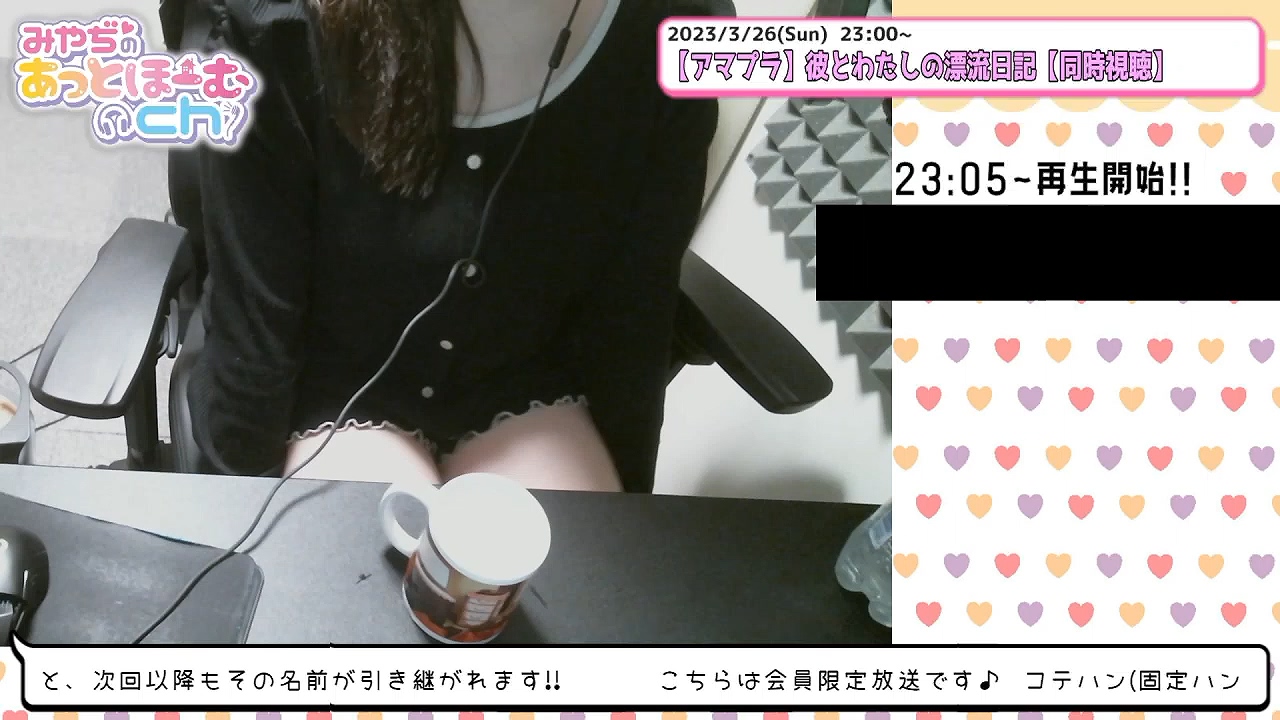 みやぢの
あっとほーむ
ch
2023/3/26(Sun) 23:00~
【アマプラ】彼とわたしの漂流日記【同時視聴】
23:05~再生開始!!
と、次回以降もその名前が引き継がれます!! こちらは会員限定放送です♪ コテハン(固定ハン